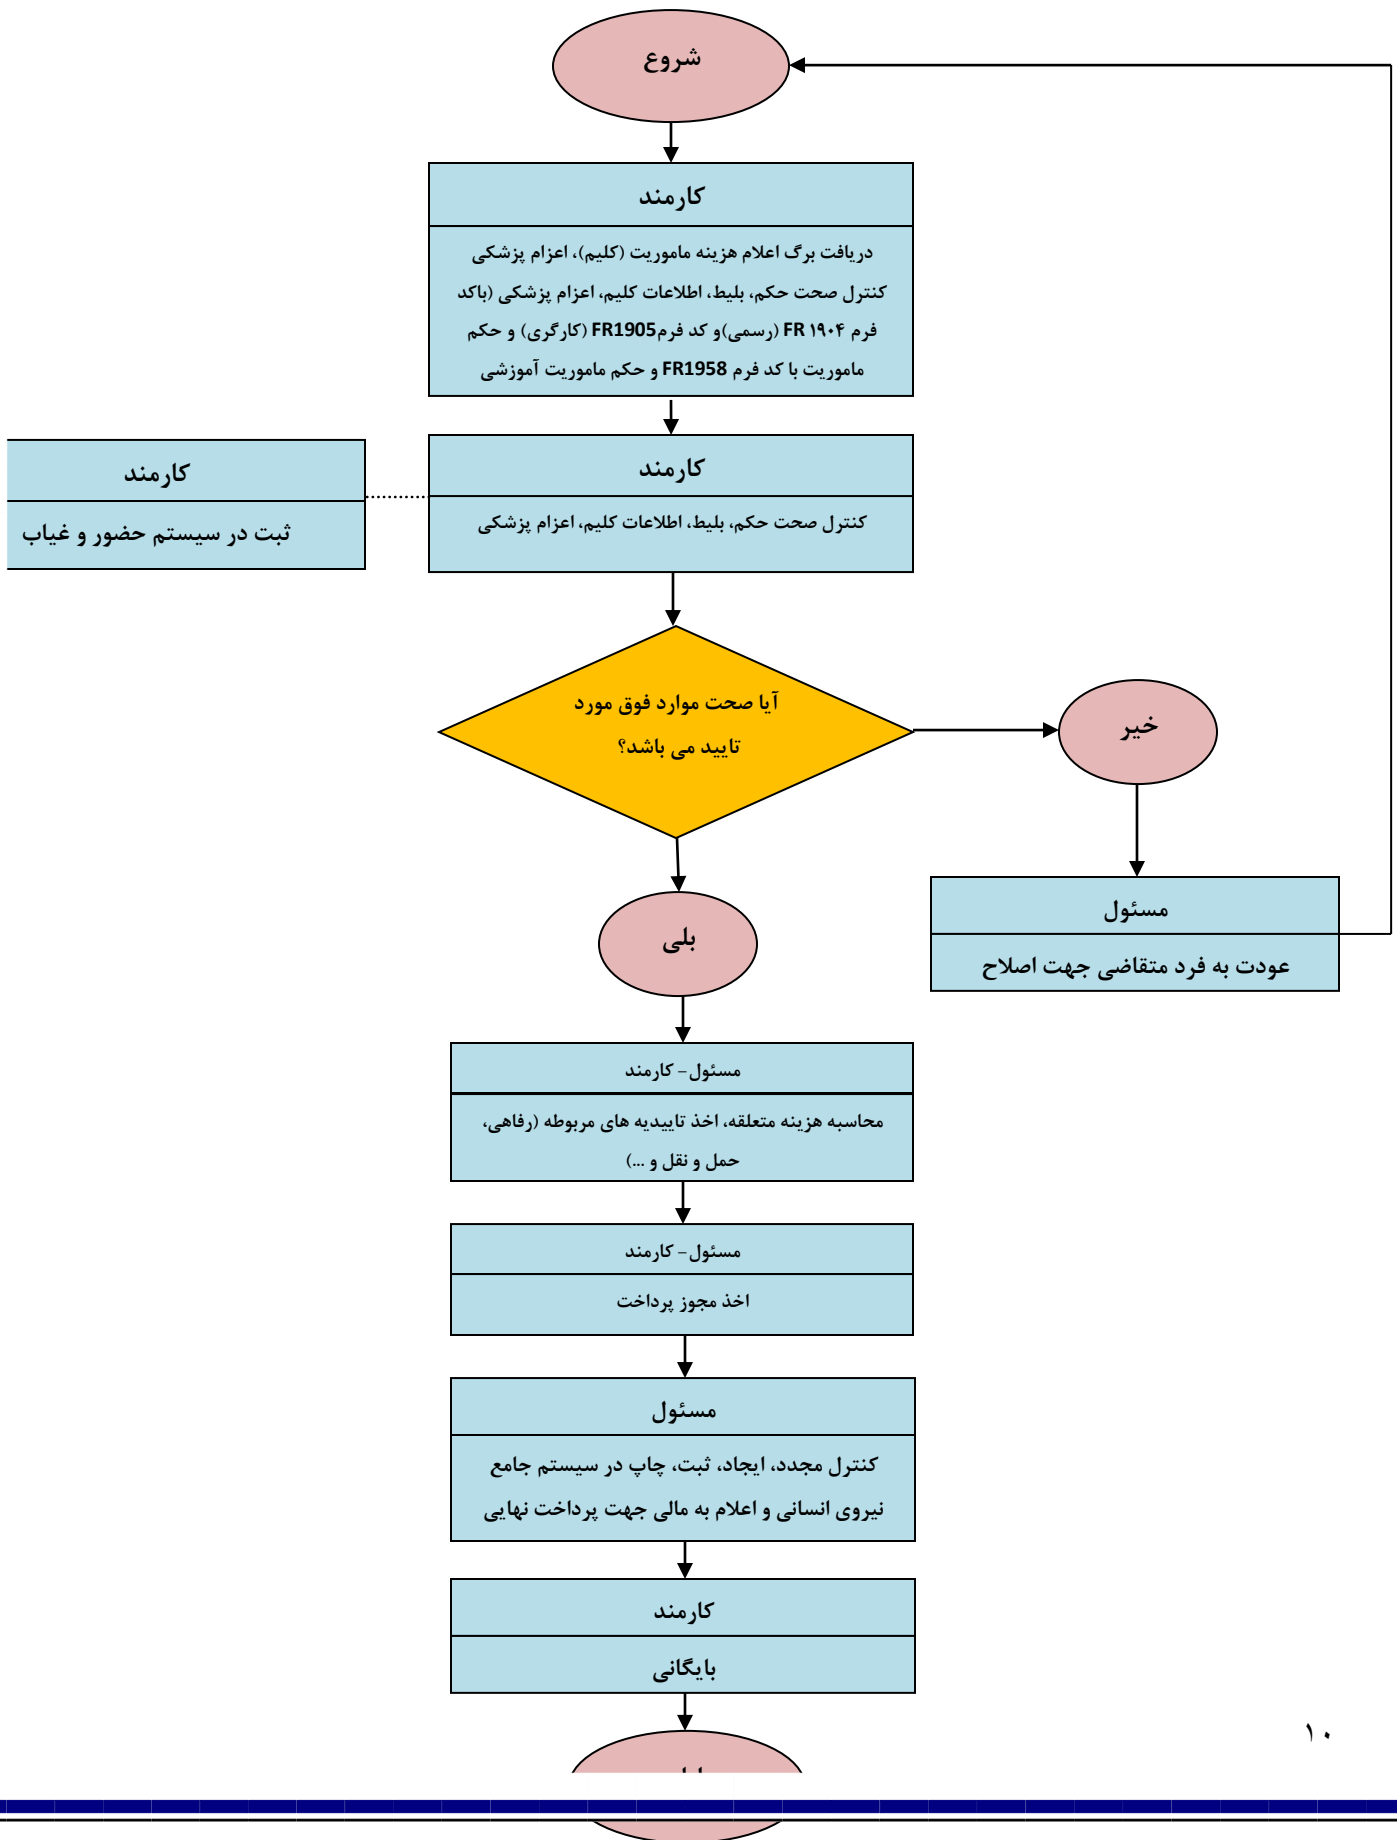 شروع
کارمند
دریافت برگ اعلام هزینه ماموریت (کلیم)، اعزام پزشکی
کنترل صحت حکم، بلیط، اطلاعات کلیم، اعزام پزشکی (باکد
فرم ۱۹۰۴ FR (رسمی)و کد فرمFR1905 (کارگری) و حکم
ماموریت با کد فرم FR1958 و حکم ماموریت آموزشی
کارمند
کنترل صحت حکم، بلیط، اطلاعات کلیم، اعزام پزشکی
کارمند
ثبت در سیستم حضور و غیاب
آیا صحت موارد فوق مورد
تایید می باشد؟
خیر
مسئول
عودت به فرد متقاضی جهت اصلاح
بلی
مسئول- کارمند
محاسبه هزینه متعلقه، اخذ تاییدیه های مربوطه (رفاهی،
حمل و نقل و ...)
مسئول- کارمند
اخذ مجوز پرداخت
مسئول
کنترل مجدد، ایجاد، ثبت، چاپ در سیستم جامع
نیروی انسانی و اعلام به مالی جهت پرداخت نهایی
کارمند
بایگانی
۱۰